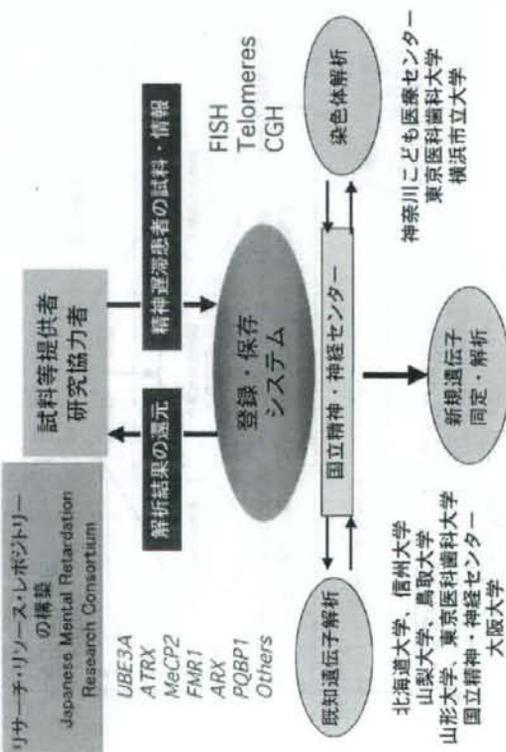 リサーチ・リソース・レポジトリー
の構築
Japanese Mental Retardation
Research Consortium
試料等提供者
研究協力者
解析結果の還元
精神遅滞患者の試料・情報
UBE3A
ATRX
MeCP2
FMR1
ARX
PQBP1
Others
登録・保存
システム
FISH
Telomeres
CGH
既知遺伝子解析
国立精神・神経センター
染色体解析
北海道大学、信州大学
山梨大学、鳥取大学
山形大学、東京医科歯科大学
国立精神・神経センター
大阪大学
新規遺伝子
同定・解析
神奈川こども医療センター
東京医科歯科大学
横浜市立大学